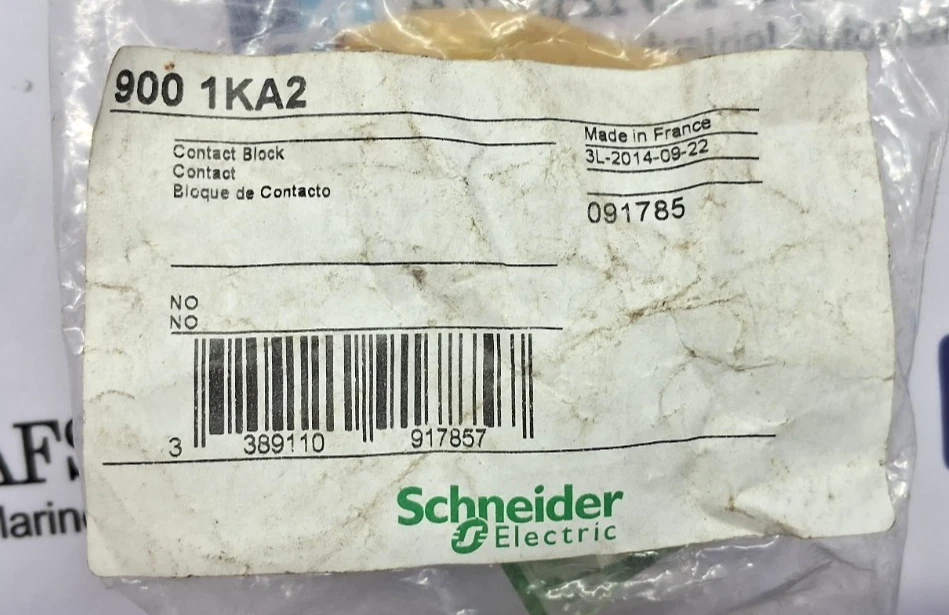 900 1KA2
Contact Block
Contact
Bloque de Contacto
Made in France
3L-2014-09-22
091785
NO
NO
3 389110 917857
Schneider
Electric